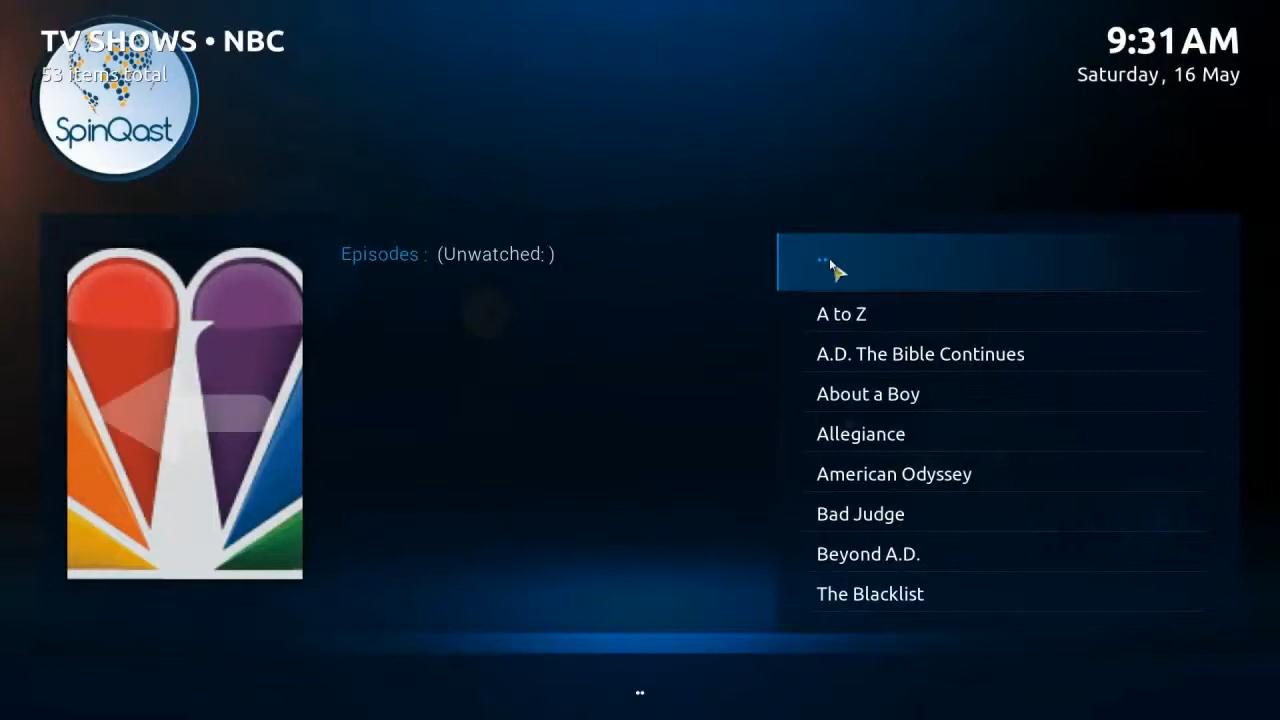 TV SHOWS • NBC
53 items total
SpinQast
9:31 AM
Saturday, 16 May
Episodes : (Unwatched: )
..
A to Z
A.D. The Bible Continues
About a Boy
Allegiance
American Odyssey
Bad Judge
Beyond A.D.
The Blacklist
..